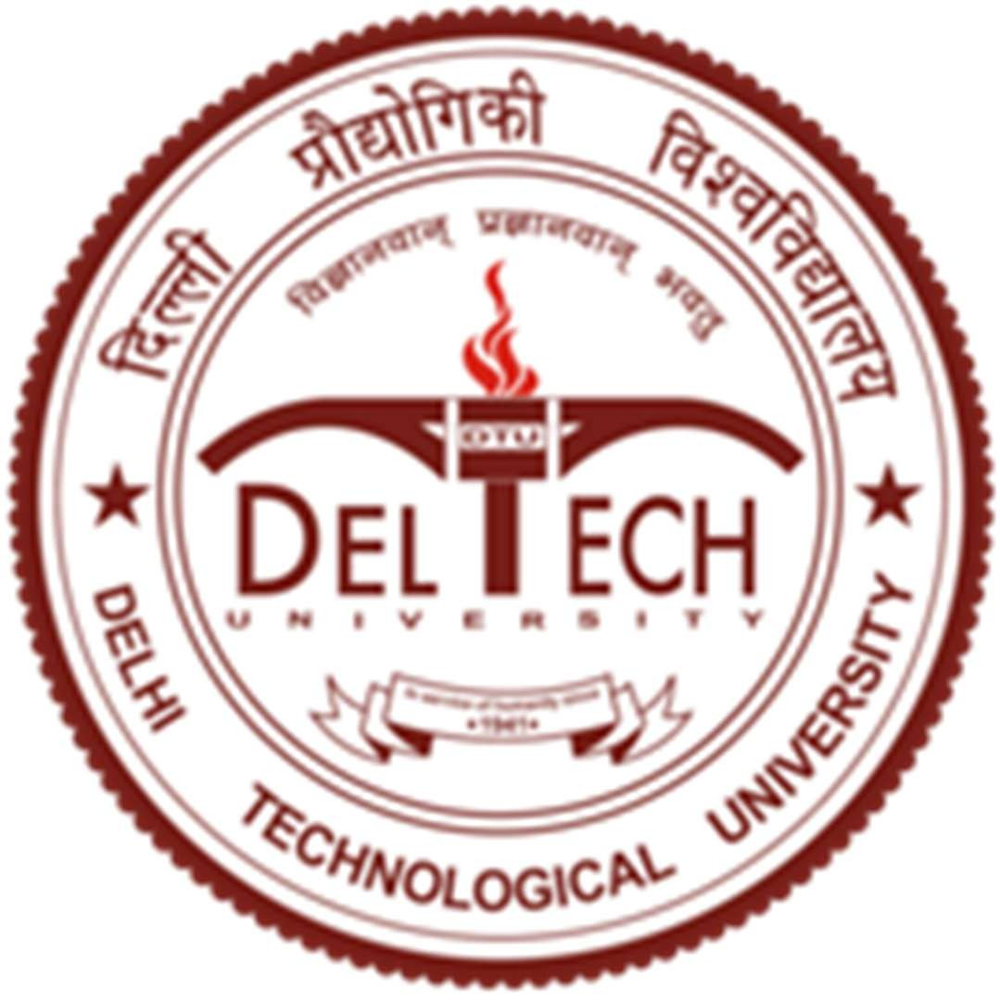 दिल्ली प्रौद्योगिकी विश्वविद्यालय
विज्ञानवान् प्रज्ञानवान् भवतु
DTU
DELTECH
UNIVERSITY
In service of humanity since
•1941•
DELHI TECHNOLOGICAL UNIVERSITY